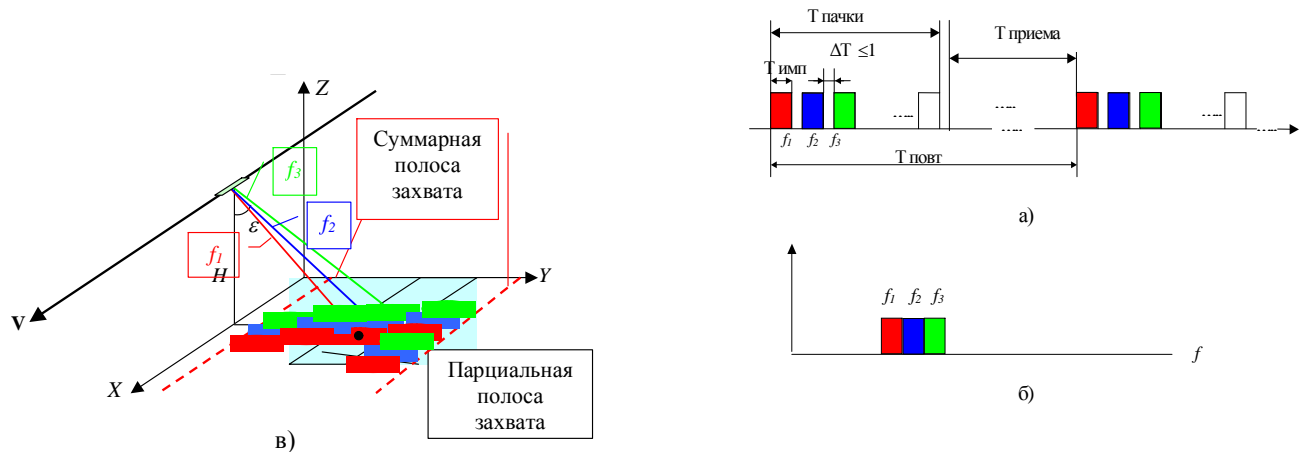 Z
Суммарная
полоса
захвата
f3
ε
f2
f1
H
Y
V
X
Парциальная
полоса
захвата
в)
Т пачки
Т приема
ΔT ≤1
Т имп
.....
.....
.....
.....
.....
f1 f2 f3
Т повт
а)
f1 f2 f3
f
б)